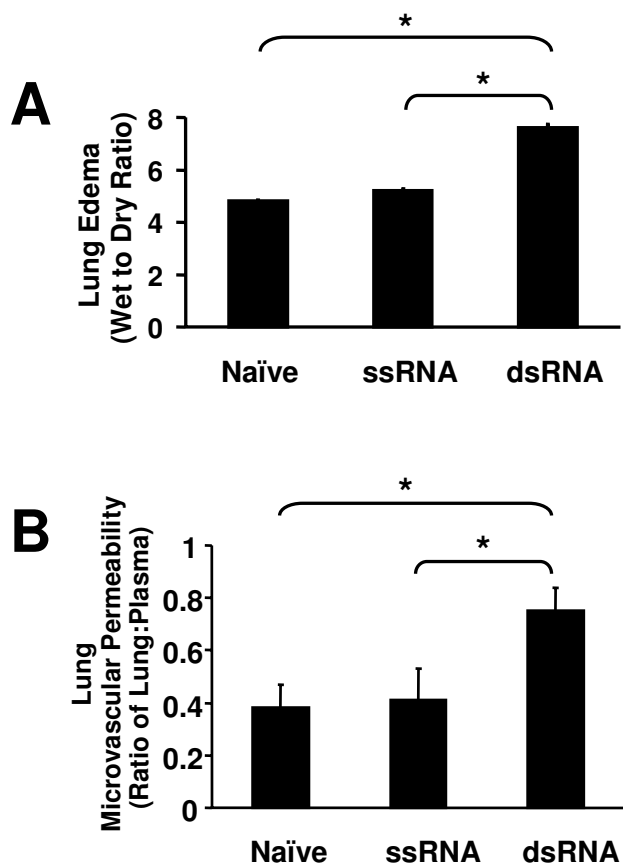 *
*
A
Lung Edema
(Wet to Dry Ratio)
8
6
4
2
0
Naïve ssRNA dsRNA
*
*
B
Lung
Microvascular Permeability
(Ratio of Lung:Plasma)
1
0.8
0.6
0.4
0.2
0
Naïve ssRNA dsRNA